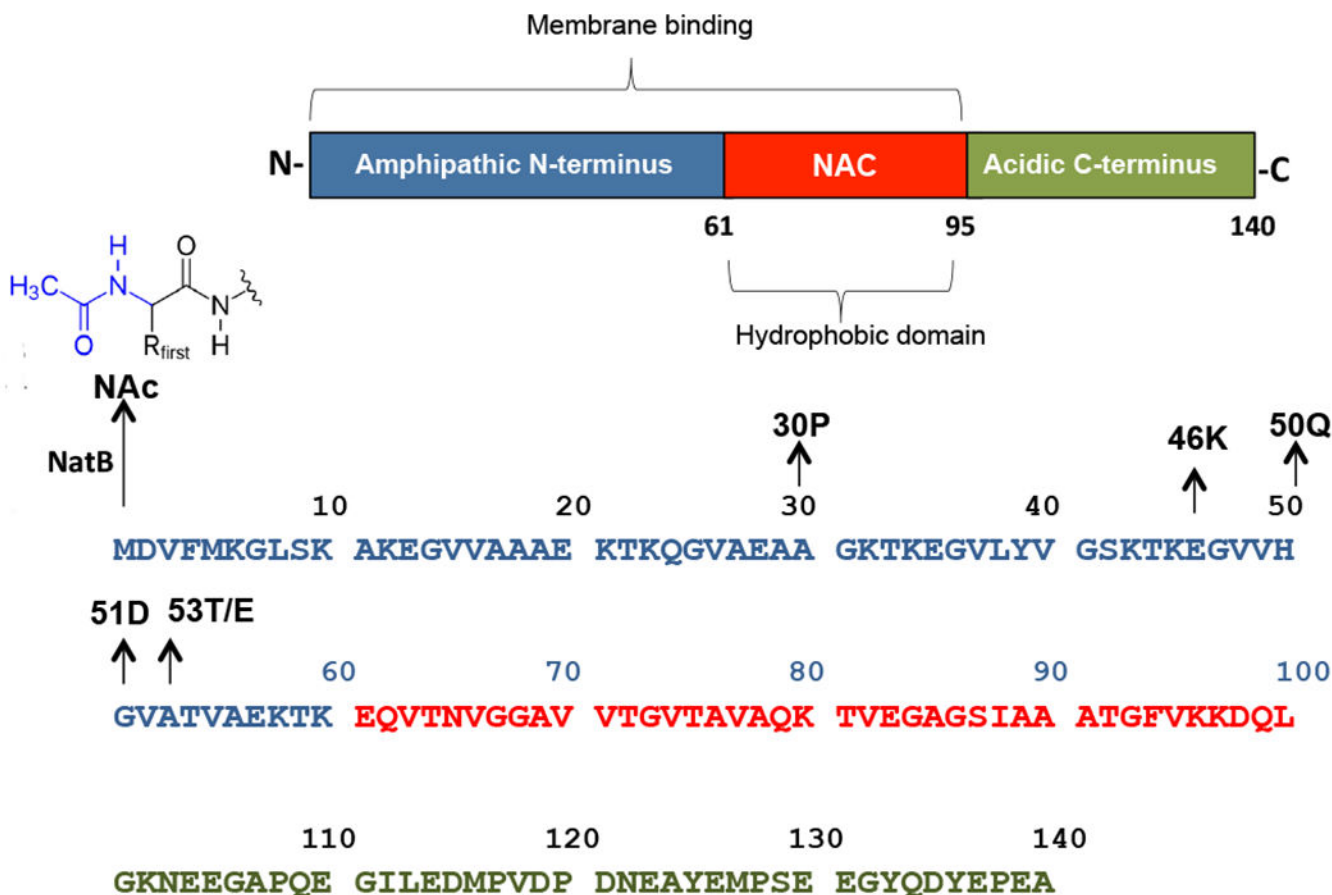 Membrane binding
N- Amphipathic N-terminus NAC Acidic C-terminus -C
61 95 140
Hydrophobic domain
H O
H₃C N N
O R_first H
NAc
NatB
30P 46K 50Q
10 20 30 40 50
MDVFMKGLSK AKEGVVAAAE KTKQGVAEAA GKTKEGVLYV GSKTKEGVVH
51D 53T/E
60 70 80 90 100
GVATVAEKTK EQVTNVGGAV VTGVTAVAQK TVEGAGSIAA ATGFVKKDQL
110 120 130 140
GKNEEGAPQE GILEDMPVDP DNEAYEMPSE EGYQDYEPEA